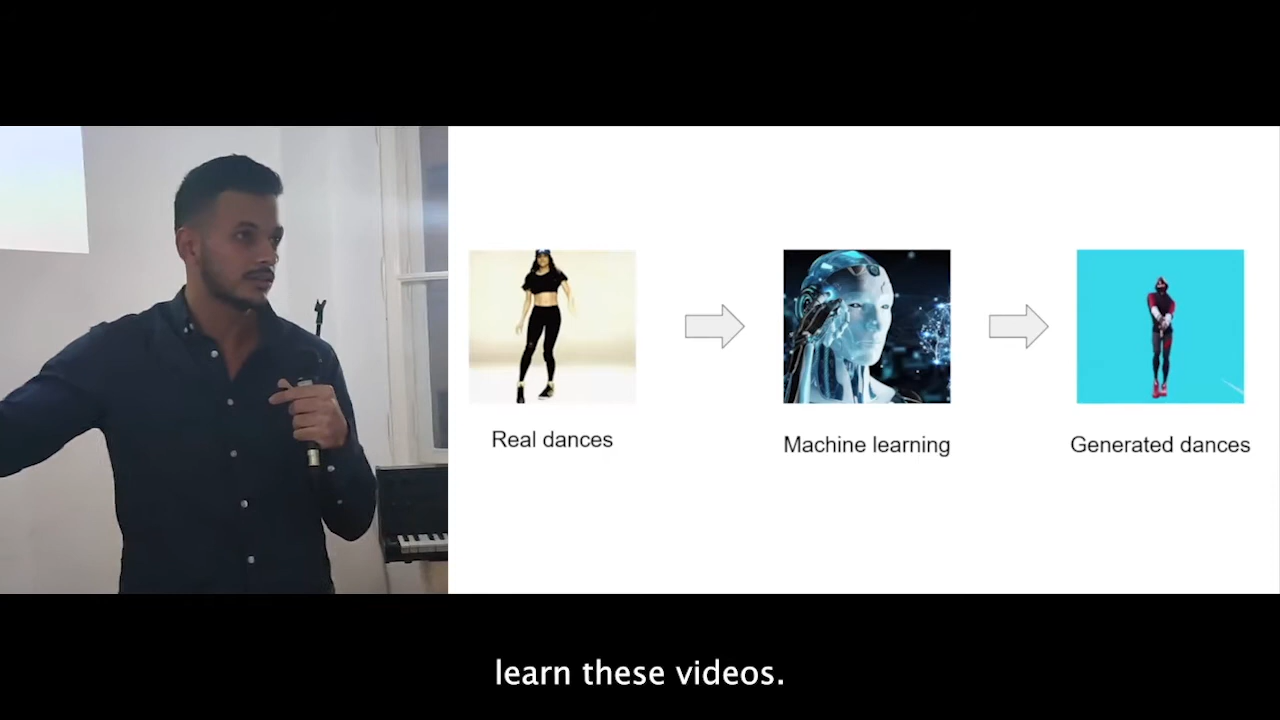 Real dances
Machine learning
Generated dances
learn these videos.